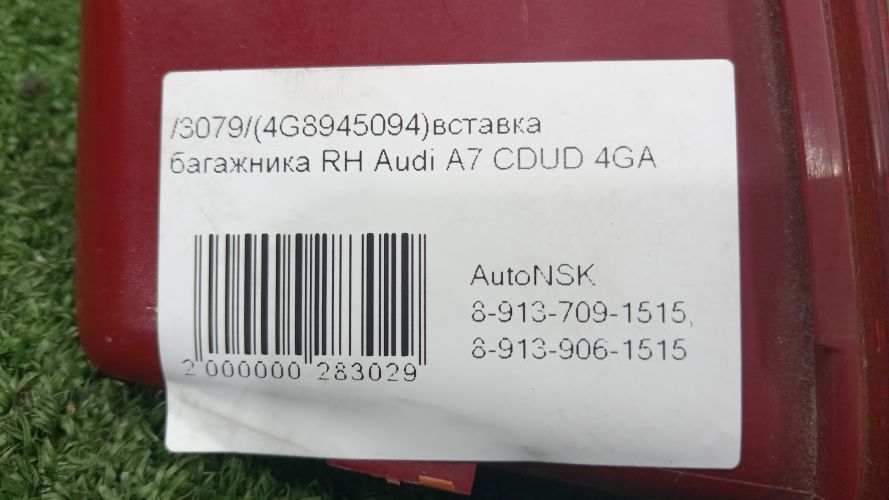 /3079/(4G8945094)вставка
багажника RH Audi A7 CDUD 4GA
AutoNSK
8-913-709-1515,
8-913-906-1515
2 000000 283029